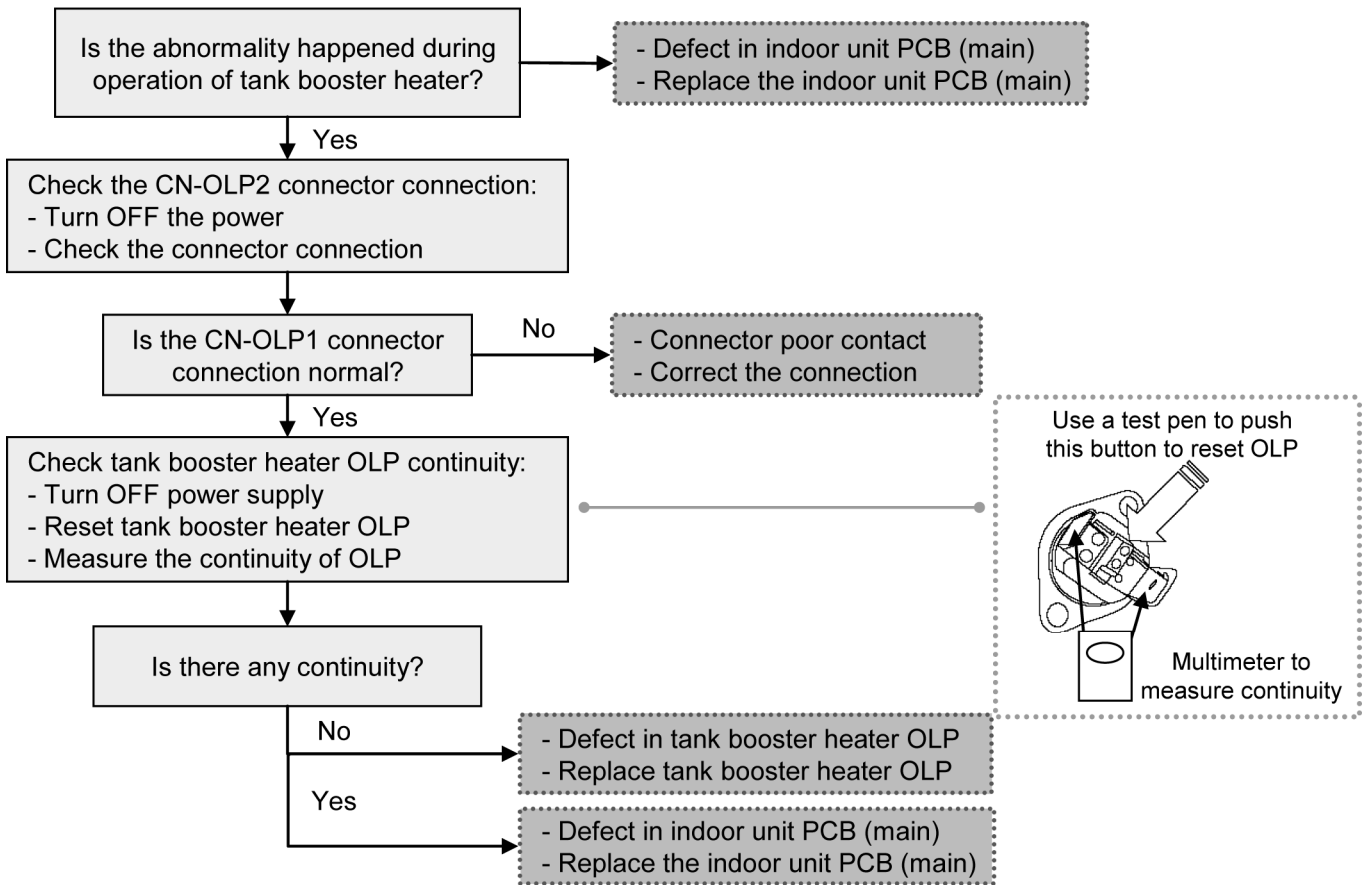 Is the abnormality happened during
operation of tank booster heater?
- Defect in indoor unit PCB (main)
- Replace the indoor unit PCB (main)
Yes
Check the CN-OLP2 connector connection:
- Turn OFF the power
- Check the connector connection
Is the CN-OLP1 connector
connection normal?
No
- Connector poor contact
- Correct the connection
Yes
Check tank booster heater OLP continuity:
- Turn OFF power supply
- Reset tank booster heater OLP
- Measure the continuity of OLP
Use a test pen to push
this button to reset OLP
Multimeter to
measure continuity
Is there any continuity?
No
- Defect in tank booster heater OLP
- Replace tank booster heater OLP
Yes
- Defect in indoor unit PCB (main)
- Replace the indoor unit PCB (main)